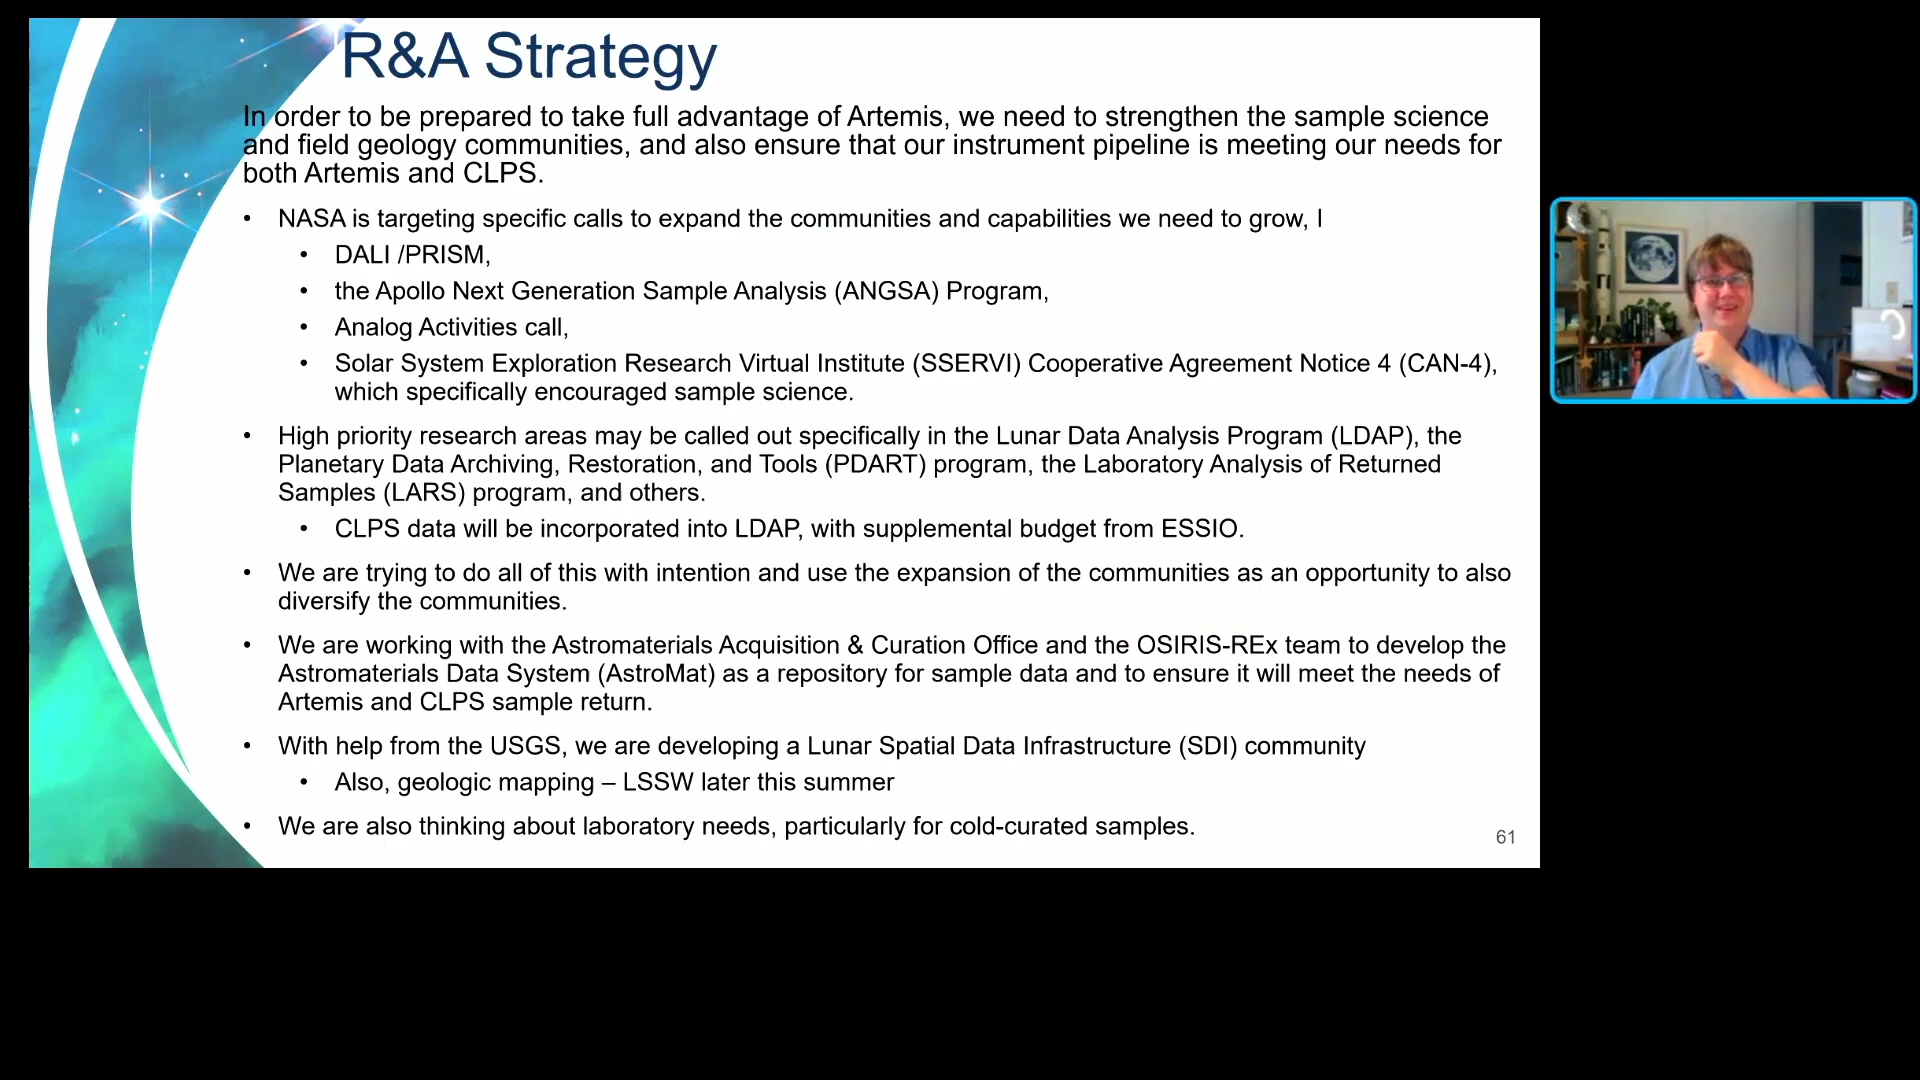 R&A Strategy
In order to be prepared to take full advantage of Artemis, we need to strengthen the sample science
and field geology communities, and also ensure that our instrument pipeline is meeting our needs for
both Artemis and CLPS.
• NASA is targeting specific calls to expand the communities and capabilities we need to grow, I
• DALI /PRISM,
• the Apollo Next Generation Sample Analysis (ANGSA) Program,
• Analog Activities call,
• Solar System Exploration Research Virtual Institute (SSERVI) Cooperative Agreement Notice 4 (CAN-4),
which specifically encouraged sample science.
• High priority research areas may be called out specifically in the Lunar Data Analysis Program (LDAP), the
Planetary Data Archiving, Restoration, and Tools (PDART) program, the Laboratory Analysis of Returned
Samples (LARS) program, and others.
• CLPS data will be incorporated into LDAP, with supplemental budget from ESSIO.
• We are trying to do all of this with intention and use the expansion of the communities as an opportunity to also
diversify the communities.
• We are working with the Astromaterials Acquisition & Curation Office and the OSIRIS-REx team to develop the
Astromaterials Data System (AstroMat) as a repository for sample data and to ensure it will meet the needs of
Artemis and CLPS sample return.
• With help from the USGS, we are developing a Lunar Spatial Data Infrastructure (SDI) community
• Also, geologic mapping – LSSW later this summer
• We are also thinking about laboratory needs, particularly for cold-curated samples.
61